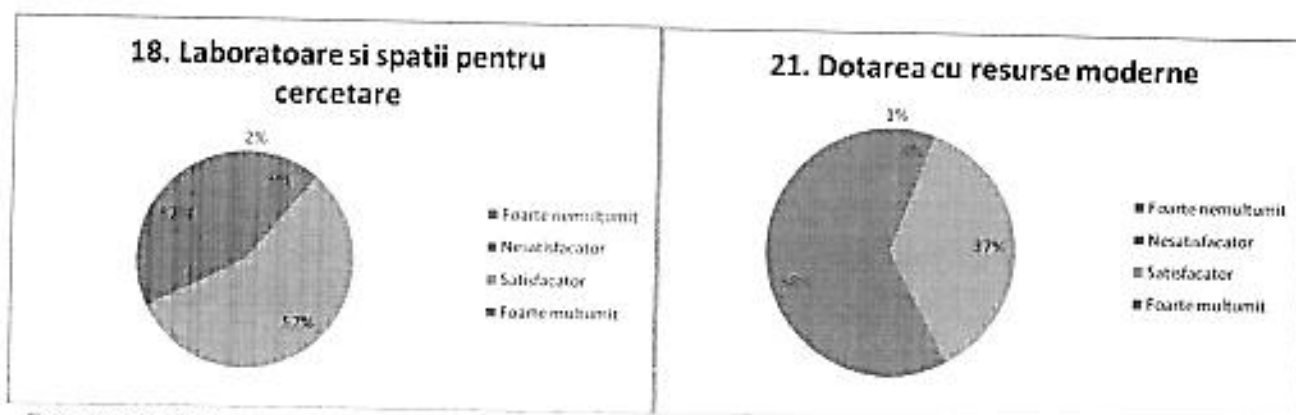 18. Laboratoare si spatii pentru
cercetare
2%
57%
Foarte nemultumit
Nesatisfacator
Satisfacator
Foarte multumit
21. Dotarea cu resurse moderne
1%
37%
Foarte nemultumit
Nesatisfacator
Satisfacator
Foarte multumit